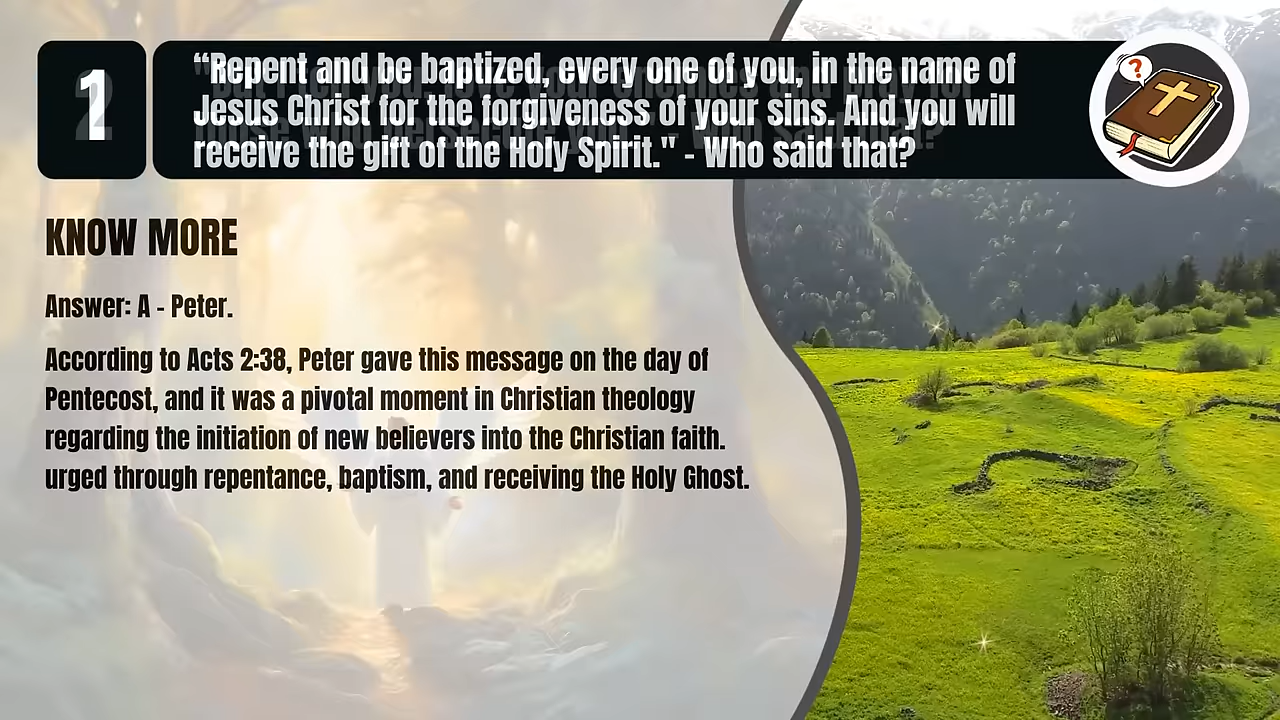 1
“Repent and be baptized, every one of you, in the name of
Jesus Christ for the forgiveness of your sins. And you will
receive the gift of the Holy Spirit." - Who said that?
?
KNOW MORE
Answer: A - Peter.
According to Acts 2:38, Peter gave this message on the day of
Pentecost, and it was a pivotal moment in Christian theology
regarding the initiation of new believers into the Christian faith.
urged through repentance, baptism, and receiving the Holy Ghost.